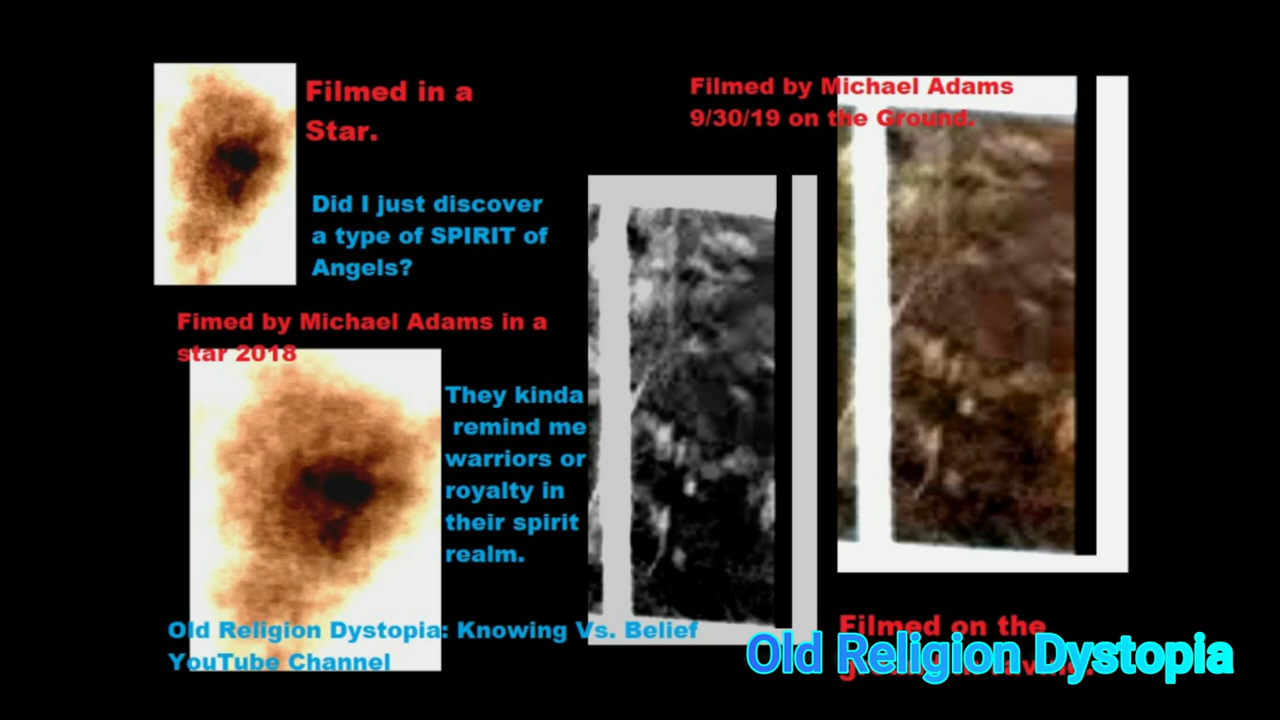 Filmed in a
Star.
Did I just discover
a type of SPIRIT of
Angels?
Fimed by Michael Adams in a
star 2018
They kinda
remind me
warriors or
royalty in
their spirit
realm.
Old Religion Dystopia: Knowing Vs. Belief
YouTube Channel
Filmed by Michael Adams
9/30/19 on the Ground.
Filmed on the
Old Religion Dystopia